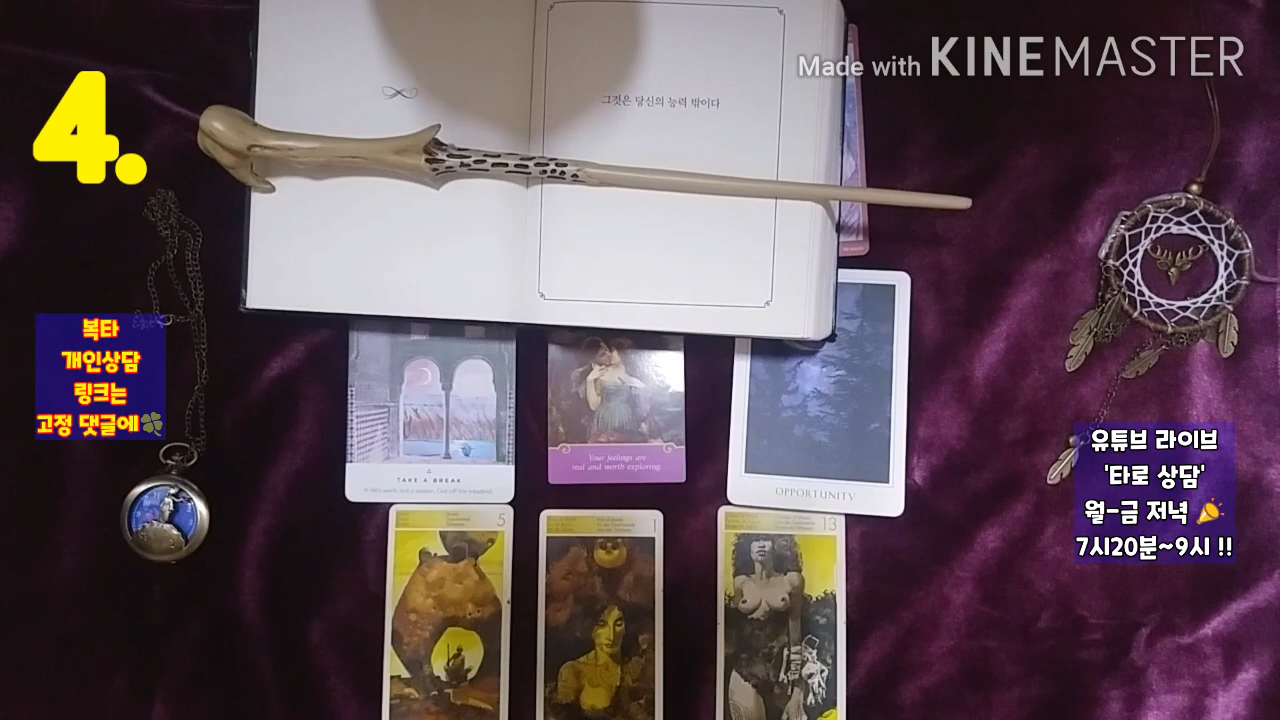 Made with KINEMASTER
4.
그것은 당신의 능력 밖이다
복타
개인상담
링크는
고정 댓글에🍀
유튜브 라이브
'타로 상담'
월-금 저녁 🎉
7시20분~9시 !!
TAKE A BREAK
Your feelings are
real and worth exploring.
OPPORTUNITY
5
1
13